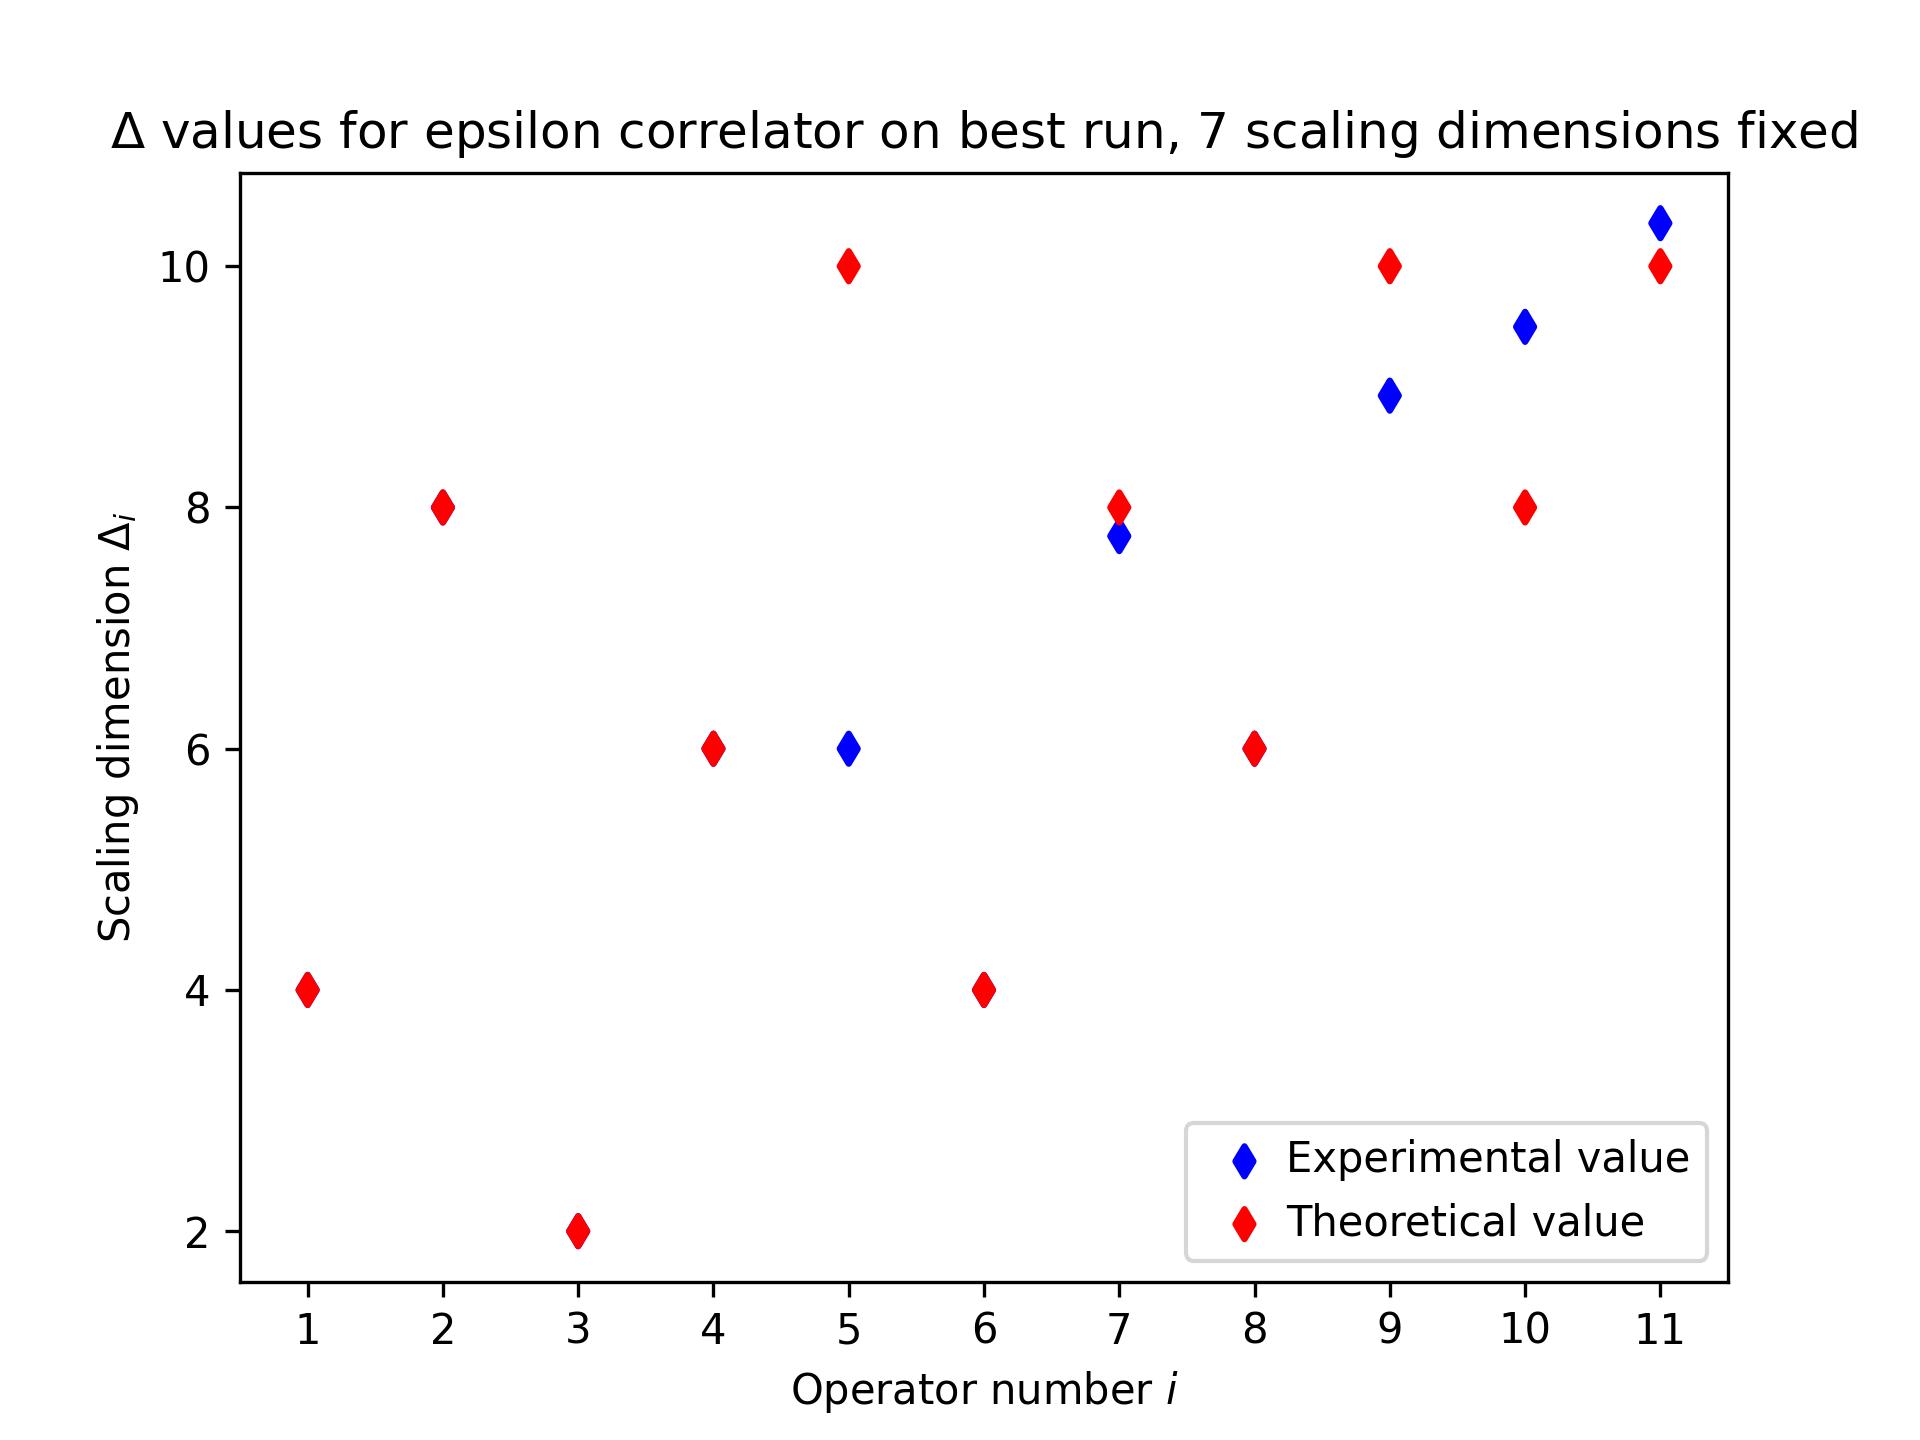 Δ values for epsilon correlator on best run, 7 scaling dimensions fixed
Scaling dimension Δi
10
8
6
4
2
Experimental value
Theoretical value
1 2 3 4 5 6 7 8 9 10 11
Operator number i